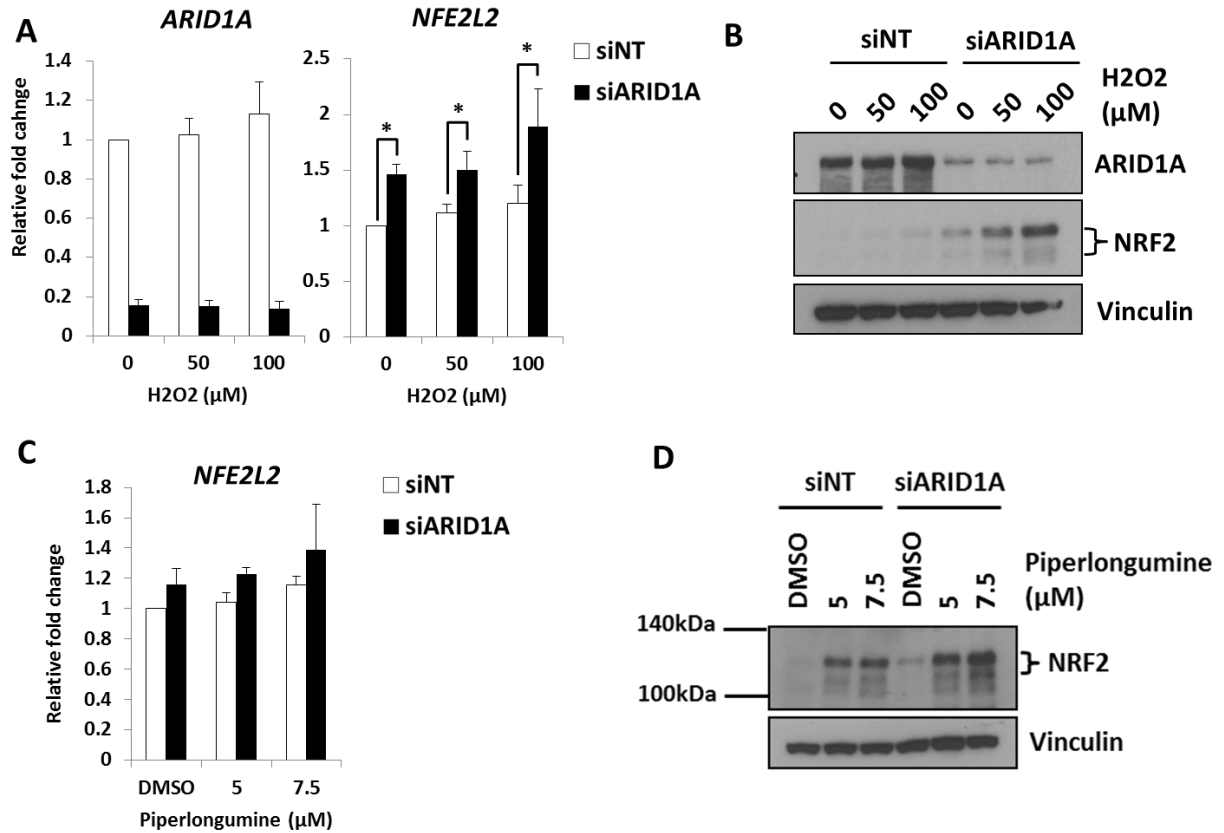 A
ARID1A
Relative fold cahnge
1.4
1.2
1
0.8
0.6
0.4
0.2
0
0 50 100
H2O2 (µM)
NFE2L2
2.5
2
1.5
1
0.5
0
* * *
0 50 100
H2O2 (µM)
siNT
siARID1A
B
siNT siARID1A
0 50 100 0 50 100
H2O2
(µM)
ARID1A
NRF2
Vinculin
C
NFE2L2
Relative fold change
1.8
1.6
1.4
1.2
1
0.8
0.6
0.4
0.2
0
DMSO 5 7.5
Piperlongumine (µM)
siNT
siARID1A
D
siNT siARID1A
DMSO 5 7.5 DMSO 5 7.5
Piperlongumine
(µM)
140kDa
100kDa
NRF2
Vinculin